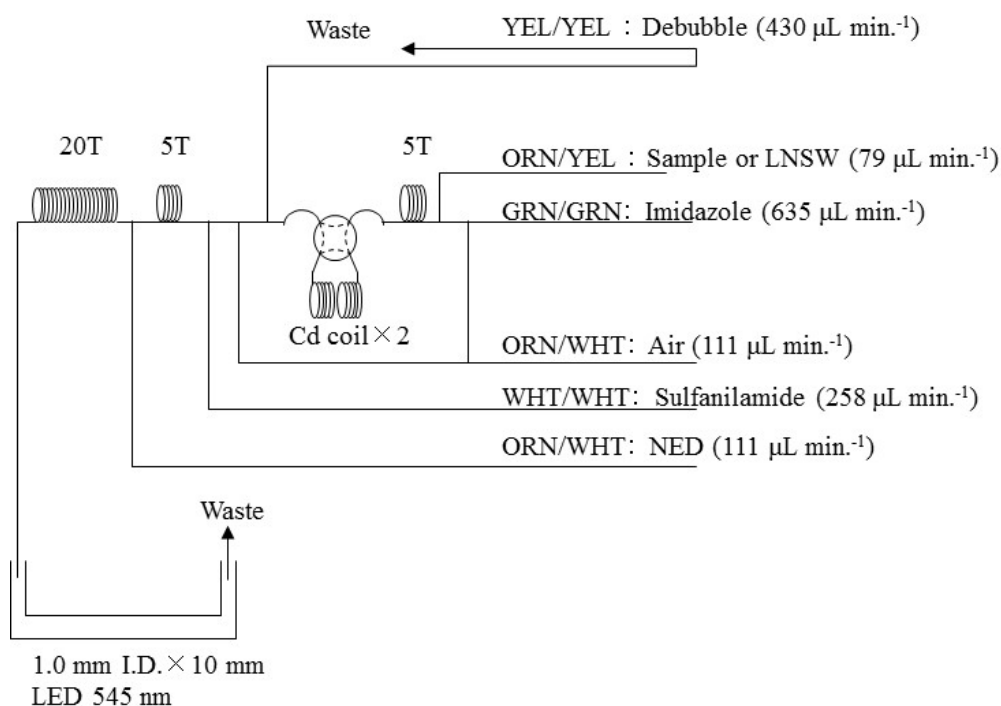 Waste
YEL/YEL : Debubble (430 μL min.⁻¹)
20T
5T
5T
ORN/YEL : Sample or LNSW (79 μL min.⁻¹)
GRN/GRN: Imidazole (635 μL min.⁻¹)
Cd coil×2
ORN/WHT: Air (111 μL min.⁻¹)
WHT/WHT: Sulfanilamide (258 μL min.⁻¹)
ORN/WHT: NED (111 μL min.⁻¹)
Waste
1.0 mm I.D.×10 mm
LED 545 nm